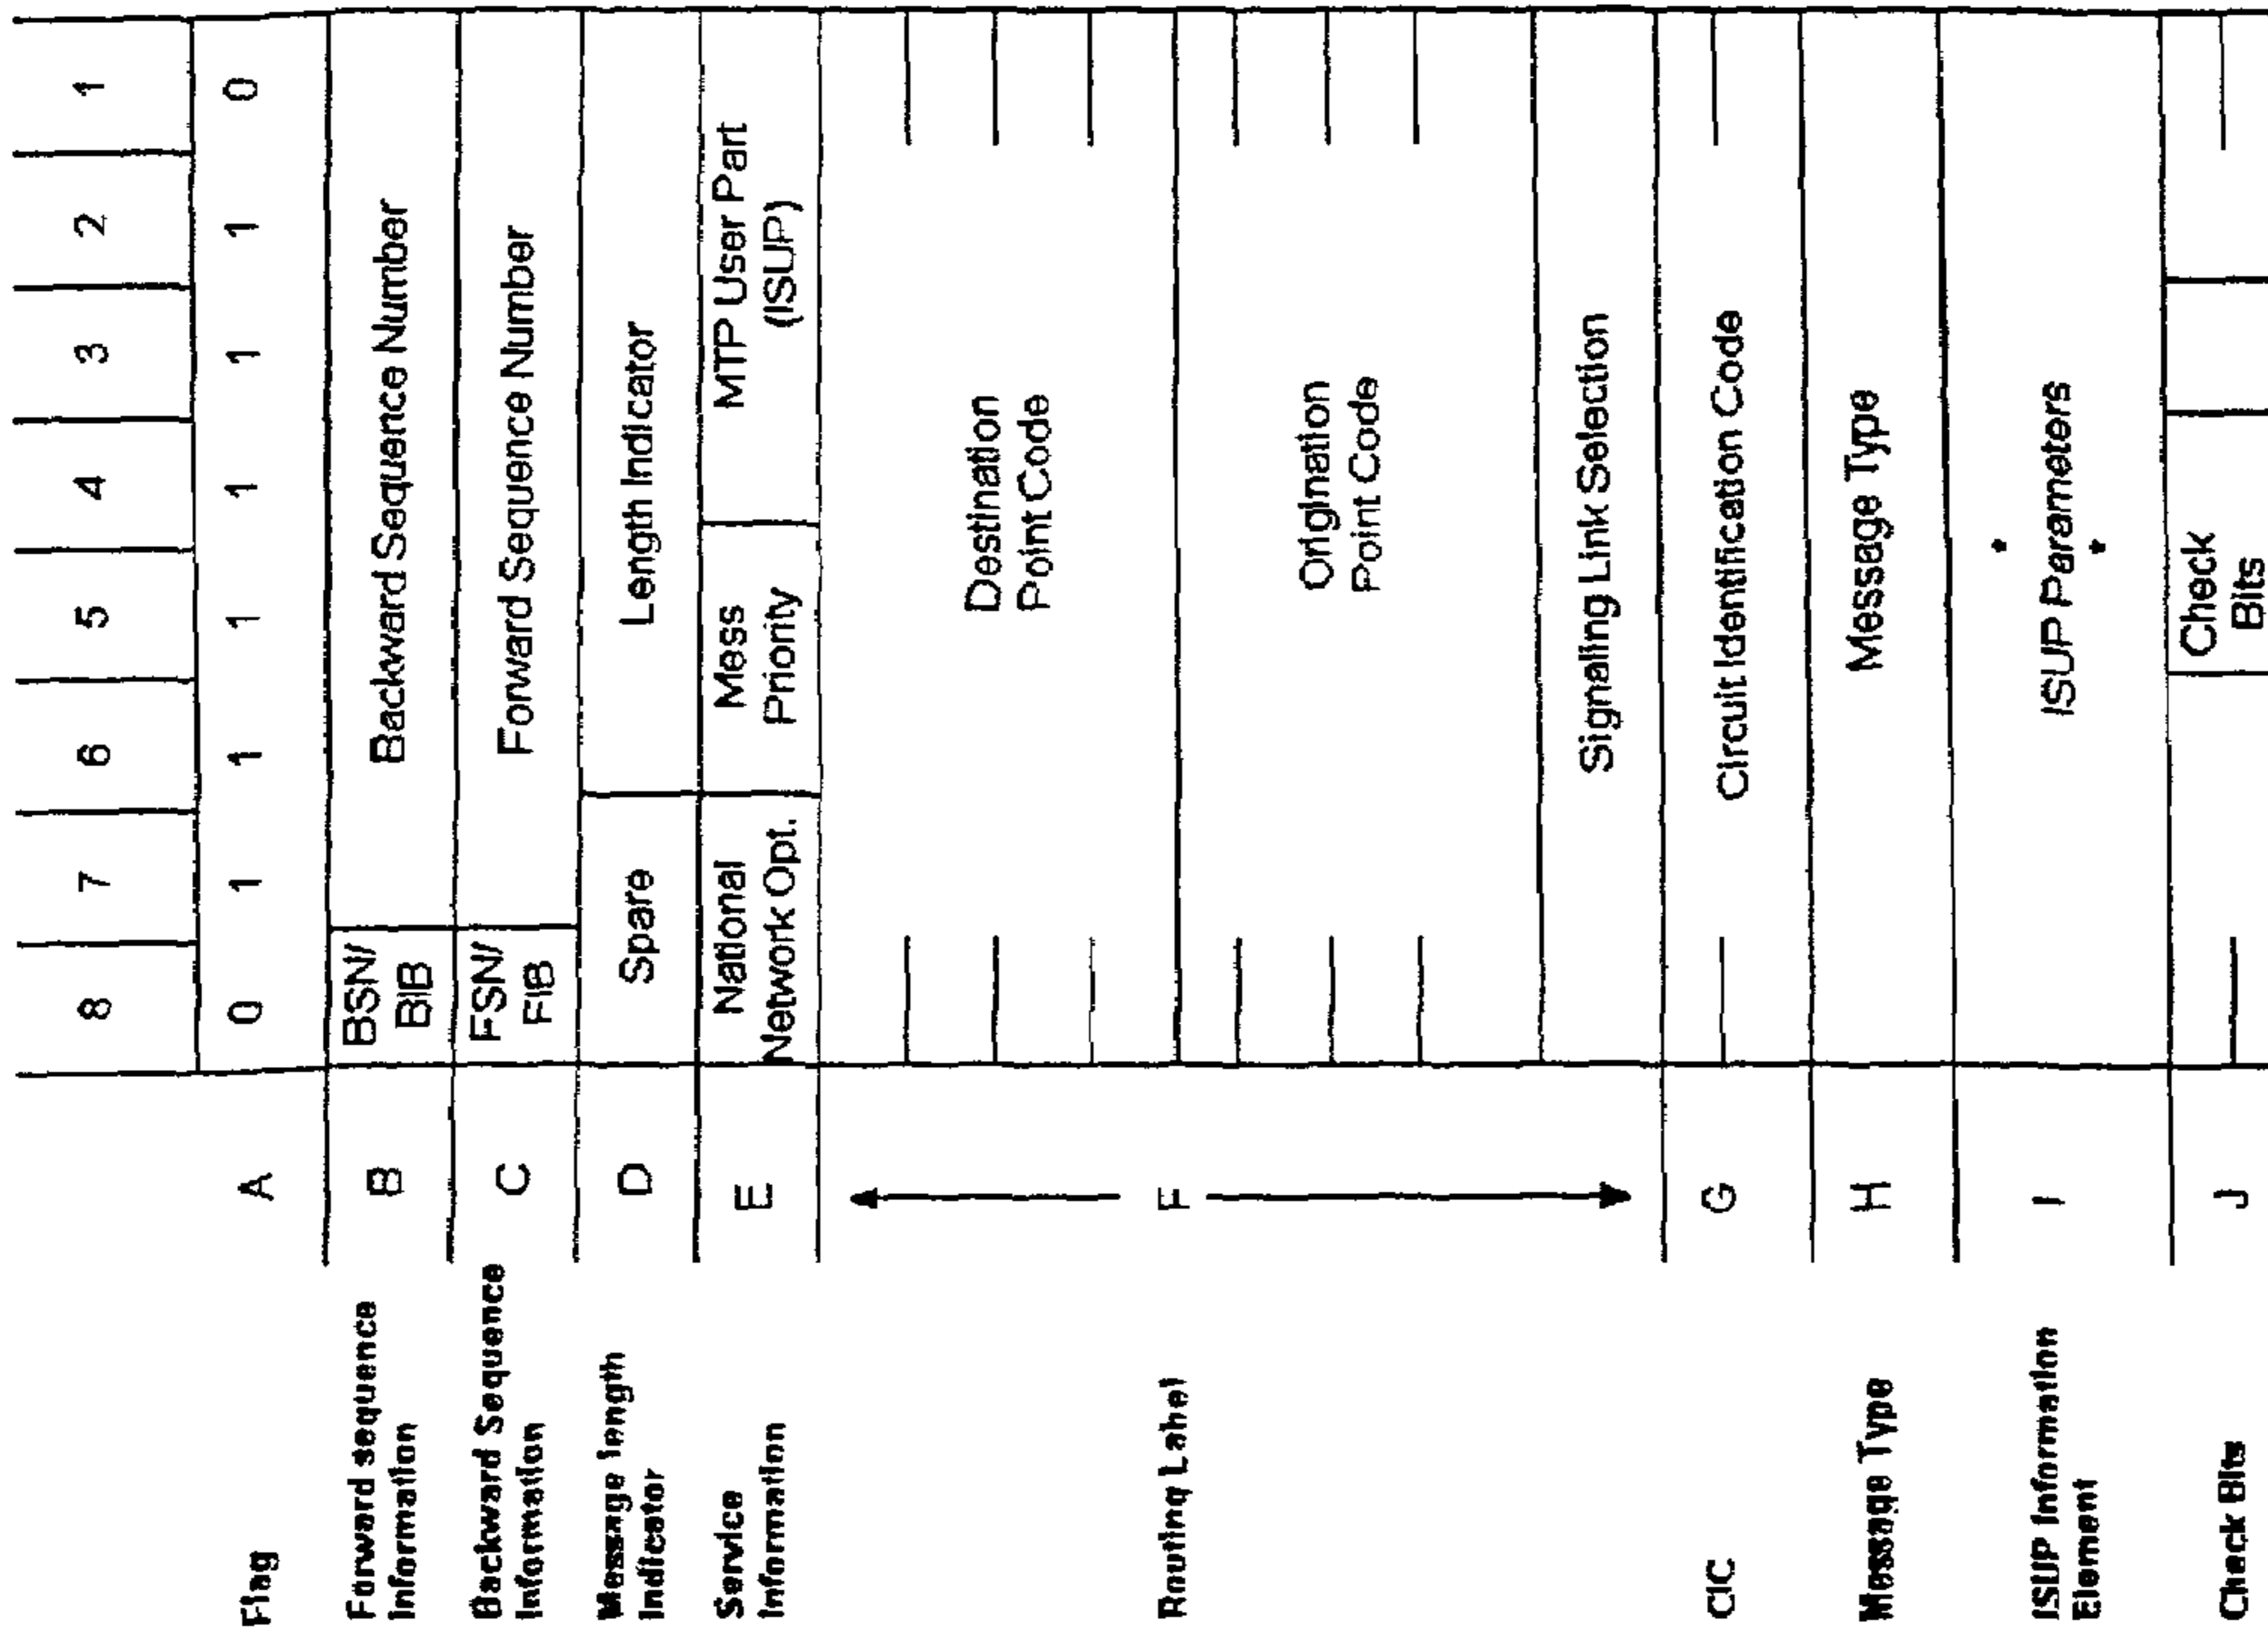 8 7 6 5 4 3 2 1
Flag A 0 1 1 1 1 1 1 0
Forward sequence
Information
B
BSN/
BIB
Backward Sequence Number
Backward Sequence
Information
C
FSN/
FIB
Forward Sequence Number
Message length
Indicator
D
Spare
Length Indicator
Service
Information
E
National
Network Opt.
Mess
Priority
MTP User Part
(ISUP)
Routing Label
F
Destination
Point Code
Origination
Point Code
Signaling Link Selection
CIC
G
Circuit Identification Code
Message Type
H
Message Type
ISUP Information
Element
I
•
ISUP Parameters
•
Check Bits
J
Check
Bits